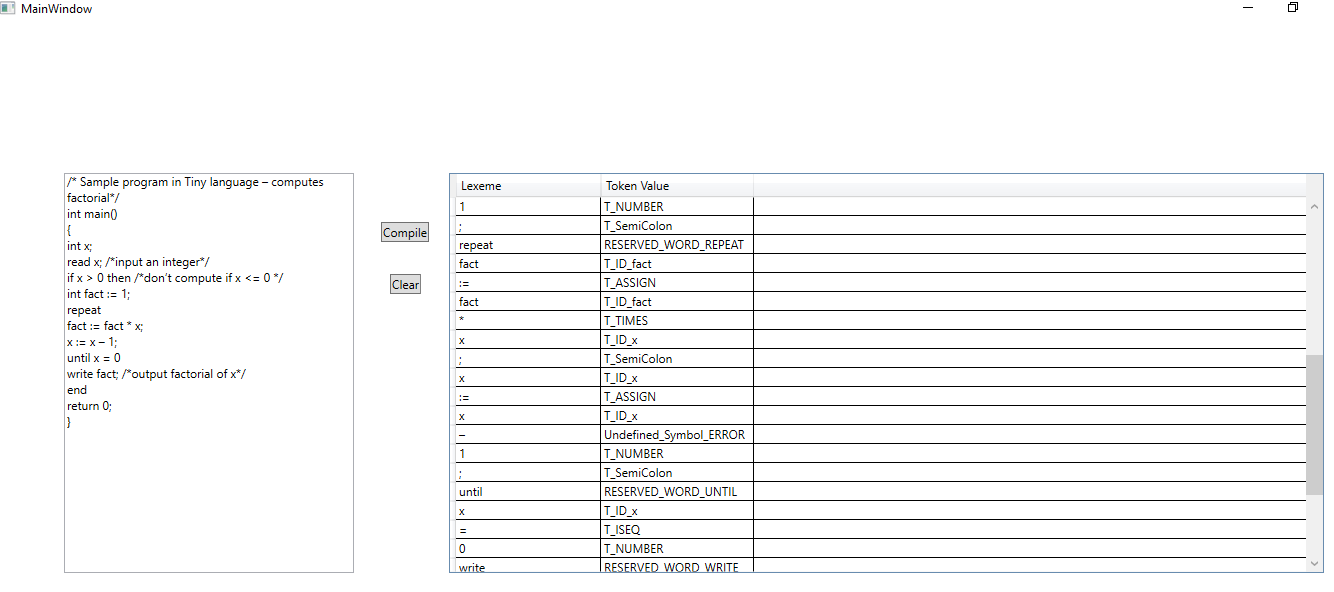 MainWindow
/* Sample program in Tiny language – computes
factorial*/
int main()
{
int x;
read x; /*input an integer*/
if x > 0 then /*don’t compute if x <= 0 */
int fact := 1;
repeat
fact := fact * x;
x := x – 1;
until x = 0
write fact; /*output factorial of x*/
end
return 0;
}
Compile
Clear
Lexeme Token Value
1 T_NUMBER
; T_SemiColon
repeat RESERVED_WORD_REPEAT
fact T_ID_fact
:= T_ASSIGN
fact T_ID_fact
* T_TIMES
x T_ID_x
; T_SemiColon
x T_ID_x
:= T_ASSIGN
x T_ID_x
– Undefined_Symbol_ERROR
1 T_NUMBER
; T_SemiColon
until RESERVED_WORD_UNTIL
x T_ID_x
= T_ISEQ
0 T_NUMBER
write RESERVED_WORD_WRITE